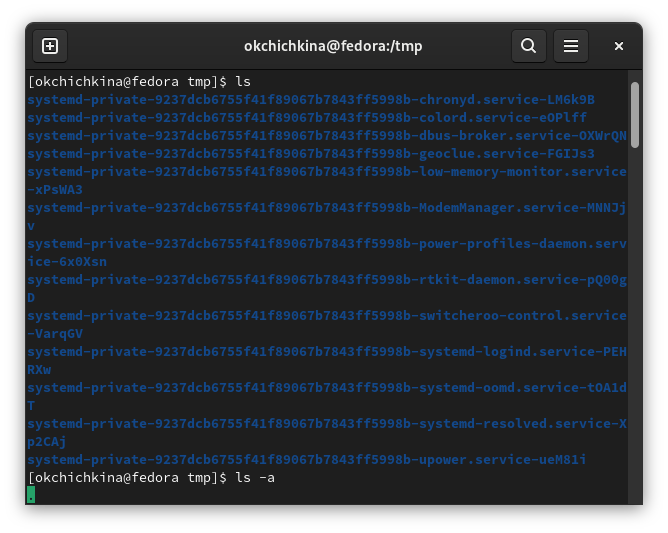 okchichkina@fedora:/tmp
[okchichkina@fedora tmp]$ ls
systemd-private-9237dcb6755f41f89067b7843ff5998b-chronyd.service-LMGk9B
systemd-private-9237dcb6755f41f89067b7843ff5998b-colord.service-eOPlff
systemd-private-9237dcb6755f41f89067b7843ff5998b-dbus-broker.service-OXWrQN
systemd-private-9237dcb6755f41f89067b7843ff5998b-geoclue.service-FGIJs3
systemd-private-9237dcb6755f41f89067b7843ff5998b-low-memory-monitor.service
-xPsWA3
systemd-private-9237dcb6755f41f89067b7843ff5998b-ModemManager.service-MNNJj
v
systemd-private-9237dcb6755f41f89067b7843ff5998b-power-profiles-daemon.serv
ice-6x0Xsn
systemd-private-9237dcb6755f41f89067b7843ff5998b-rtkit-daemon.service-pQ00g
D
systemd-private-9237dcb6755f41f89067b7843ff5998b-switcheroo-control.service
-VarqGV
systemd-private-9237dcb6755f41f89067b7843ff5998b-systemd-logind.service-PEH
RXw
systemd-private-9237dcb6755f41f89067b7843ff5998b-systemd-oomd.service-tOA1d
T
systemd-private-9237dcb6755f41f89067b7843ff5998b-systemd-resolved.service-X
p2CAj
systemd-private-9237dcb6755f41f89067b7843ff5998b-upower.service-ueM81i
[okchichkina@fedora tmp]$ ls -a
.